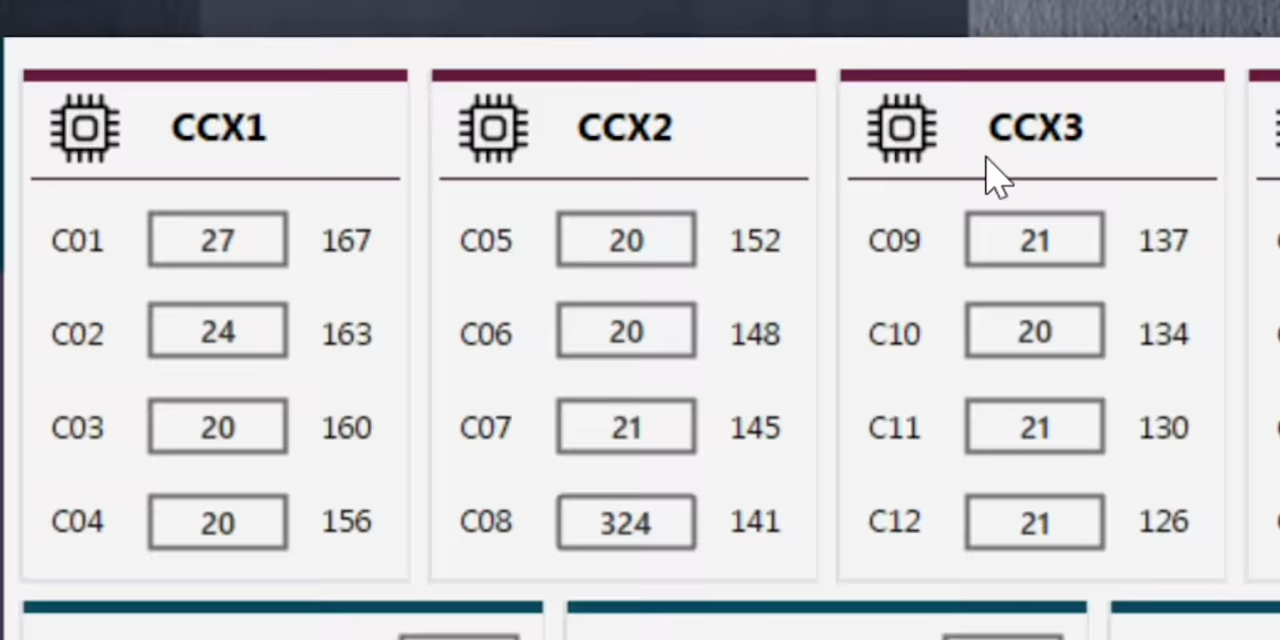 CCX1 CCX2 CCX3
C01 27 167 C05 20 152 C09 21 137
C02 24 163 C06 20 148 C10 20 134
C03 20 160 C07 21 145 C11 21 130
C04 20 156 C08 324 141 C12 21 126